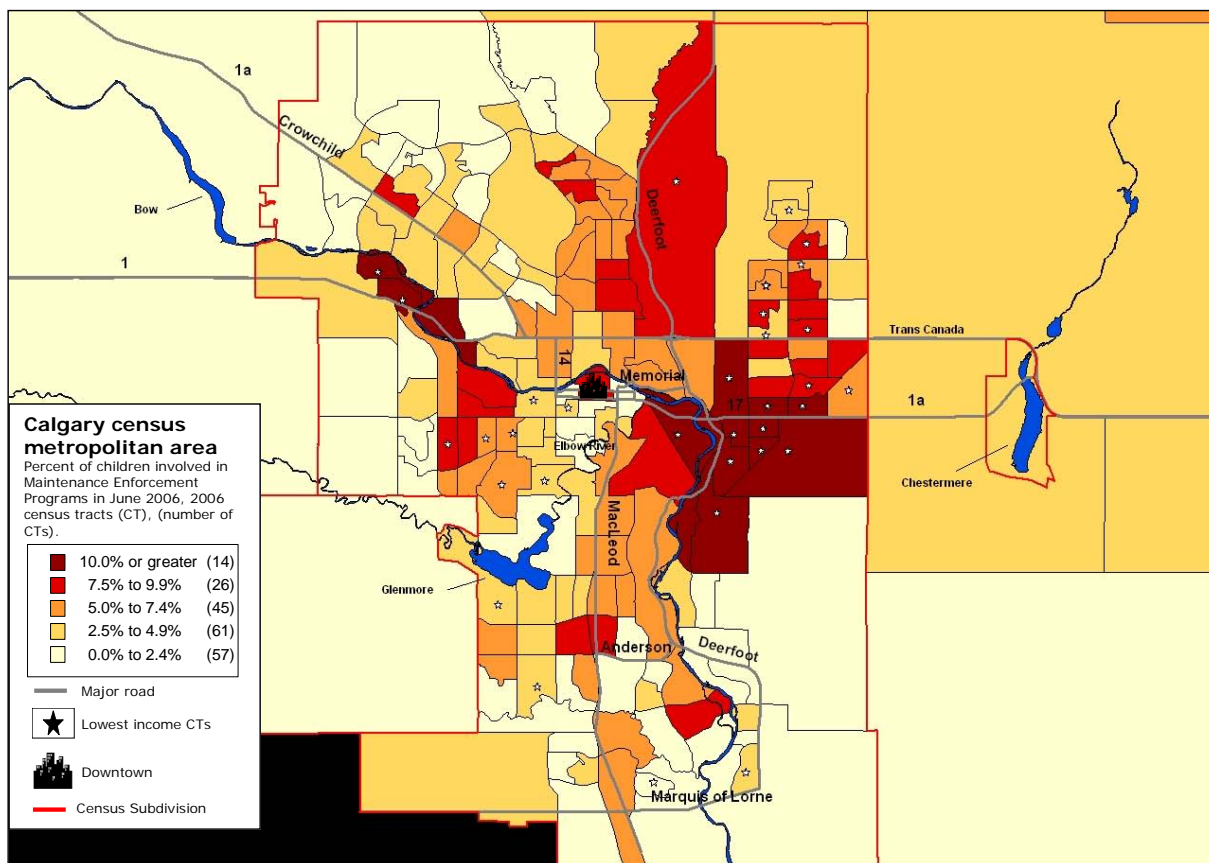 1a
Crowchild
Bow
Deerfoot
1
Trans Canada
14
Memorial
17
1a
Elbow River
Chestermere
MacLeod
Glenmore
Anderson
Deerfoot
Marquis of Lorne
Calgary census
metropolitan area
Percent of children involved in
Maintenance Enforcement
Programs in June 2006, 2006
census tracts (CT), (number of
CTs).
10.0% or greater (14)
7.5% to 9.9% (26)
5.0% to 7.4% (45)
2.5% to 4.9% (61)
0.0% to 2.4% (57)
Major road
Lowest income CTs
Downtown
Census Subdivision